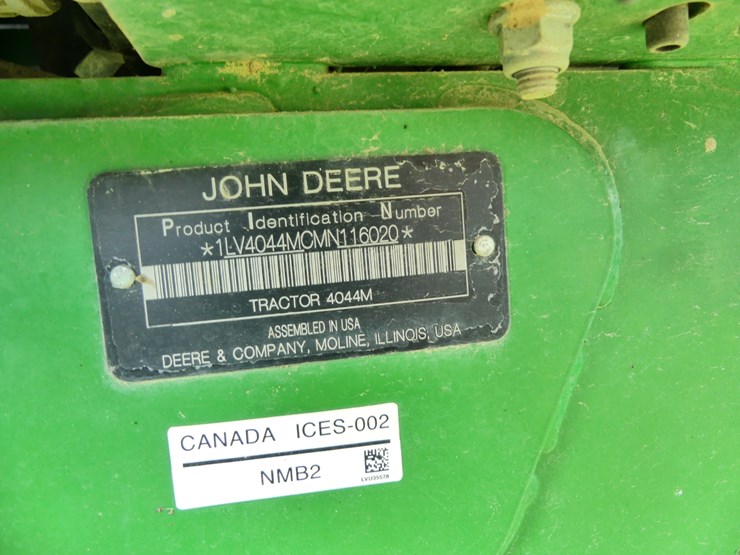 JOHN DEERE
Product Identification Number
*1LV4044MCMN116020*
TRACTOR 4044M
ASSEMBLED IN USA
DEERE & COMPANY, MOLINE, ILLINOIS, USA
CANADA ICES-002
NMB2
LVU35578